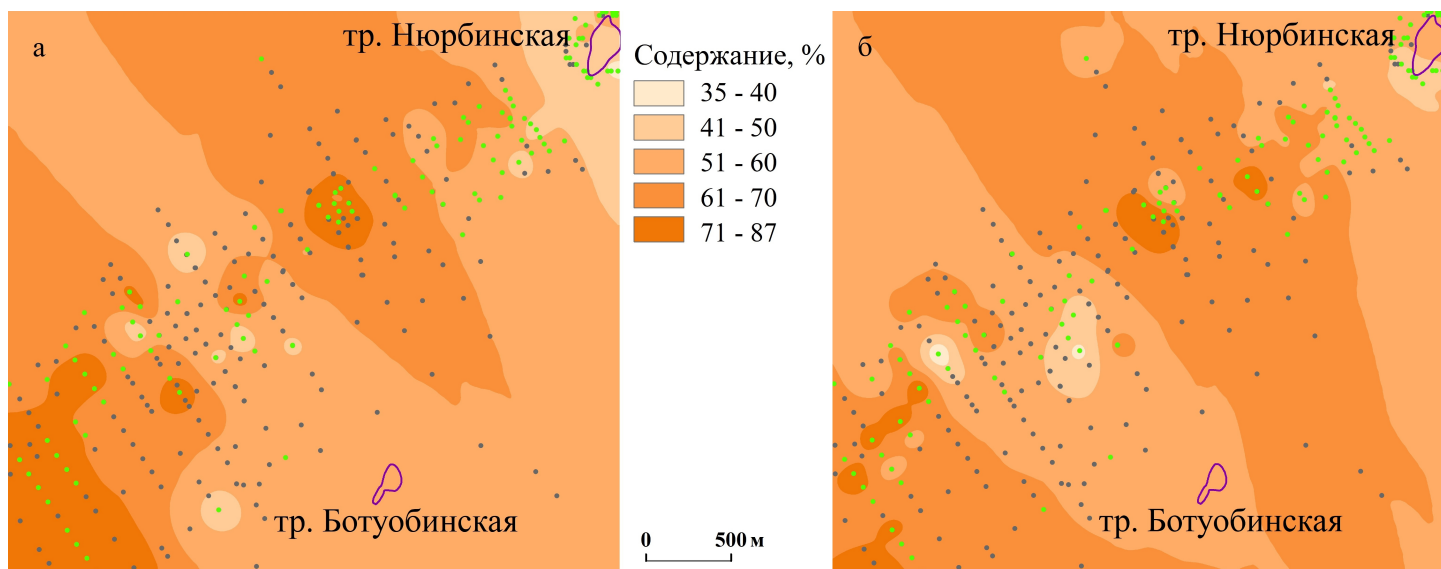 а
тр. Нюрбинская
тр. Ботуобинская
Содержание, %
35 - 40
41 - 50
51 - 60
61 - 70
71 - 87
0 500 м
б
тр. Нюрбинская
тр. Ботуобинская